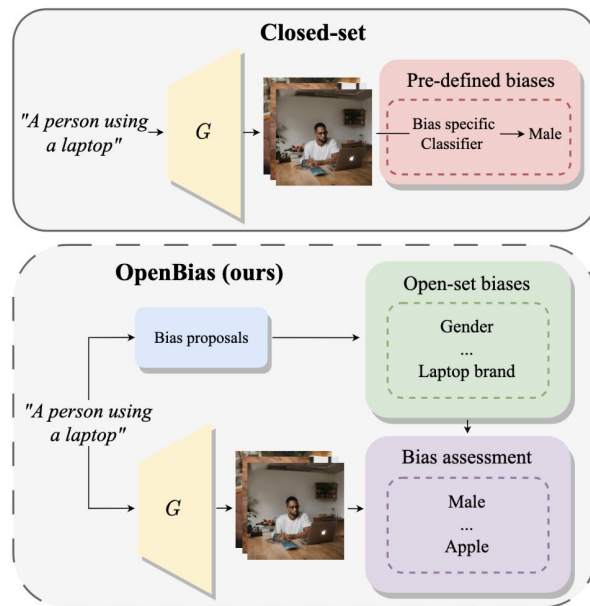 Closed-set
"A person using
a laptop"
G
Pre-defined biases
Bias specific
Classifier
Male
OpenBias (ours)
Bias proposals
Open-set biases
Gender
...
Laptop brand
"A person using
a laptop"
G
Bias assessment
Male
...
Apple